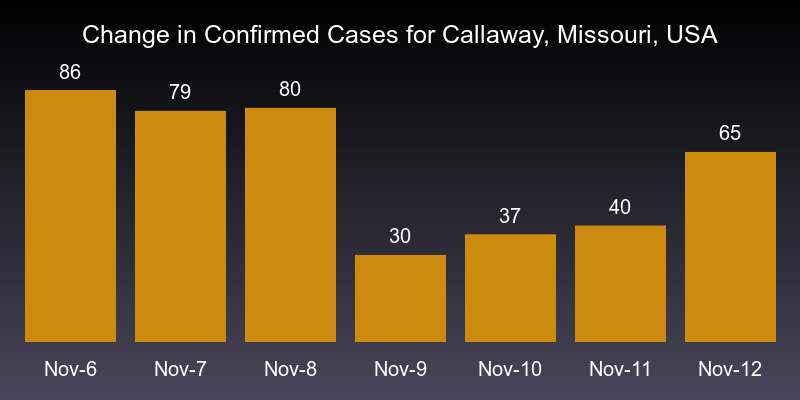 Change in Confirmed Cases for Callaway, Missouri, USA
86
79
80
30
37
40
65
Nov-6
Nov-7
Nov-8
Nov-9
Nov-10
Nov-11
Nov-12